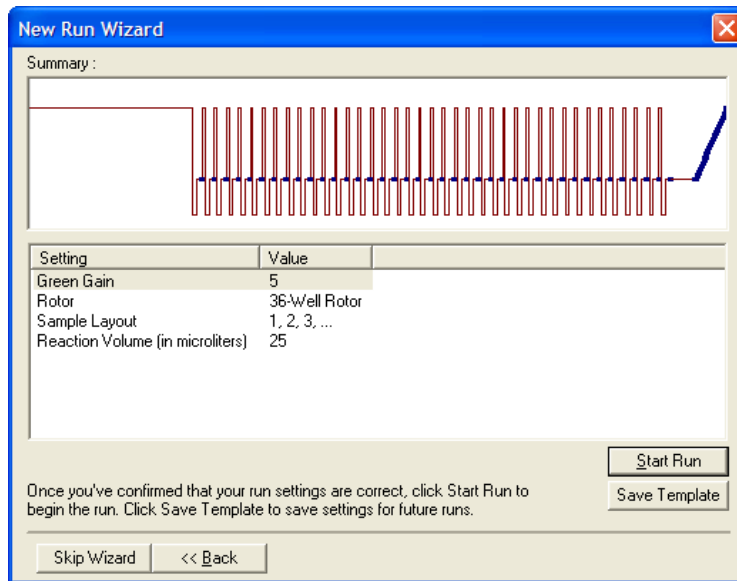 New Run Wizard
Summary :
Setting Value
Green Gain 5
Rotor 36-Well Rotor
Sample Layout 1, 2, 3, ...
Reaction Volume (in microliters) 25
Start Run
Once you've confirmed that your run settings are correct, click Start Run to
begin the run. Click Save Template to save settings for future runs.
Save Template
Skip Wizard
<< Back